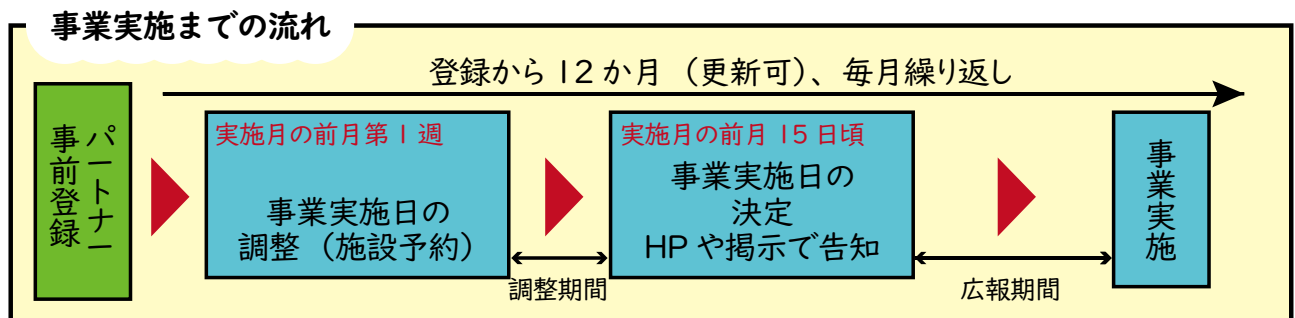 事業実施までの流れ
登録から12か月（更新可）、毎月繰り返し
パートナー
事前登録
実施月の前月第1週
事業実施日の
調整（施設予約）
調整期間
実施月の前月15日頃
事業実施日の
決定
HPや掲示で告知
広報期間
事業実施